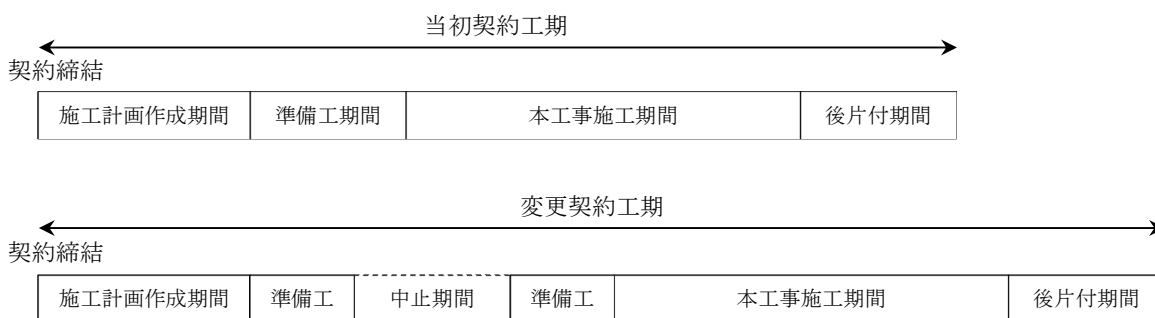 当初契約工期
契約締結
施工計画作成期間 準備工期間 本工事施工期間 後片付期間
変更契約工期
契約締結
施工計画作成期間 準備工 中止期間 準備工 本工事施工期間 後片付期間